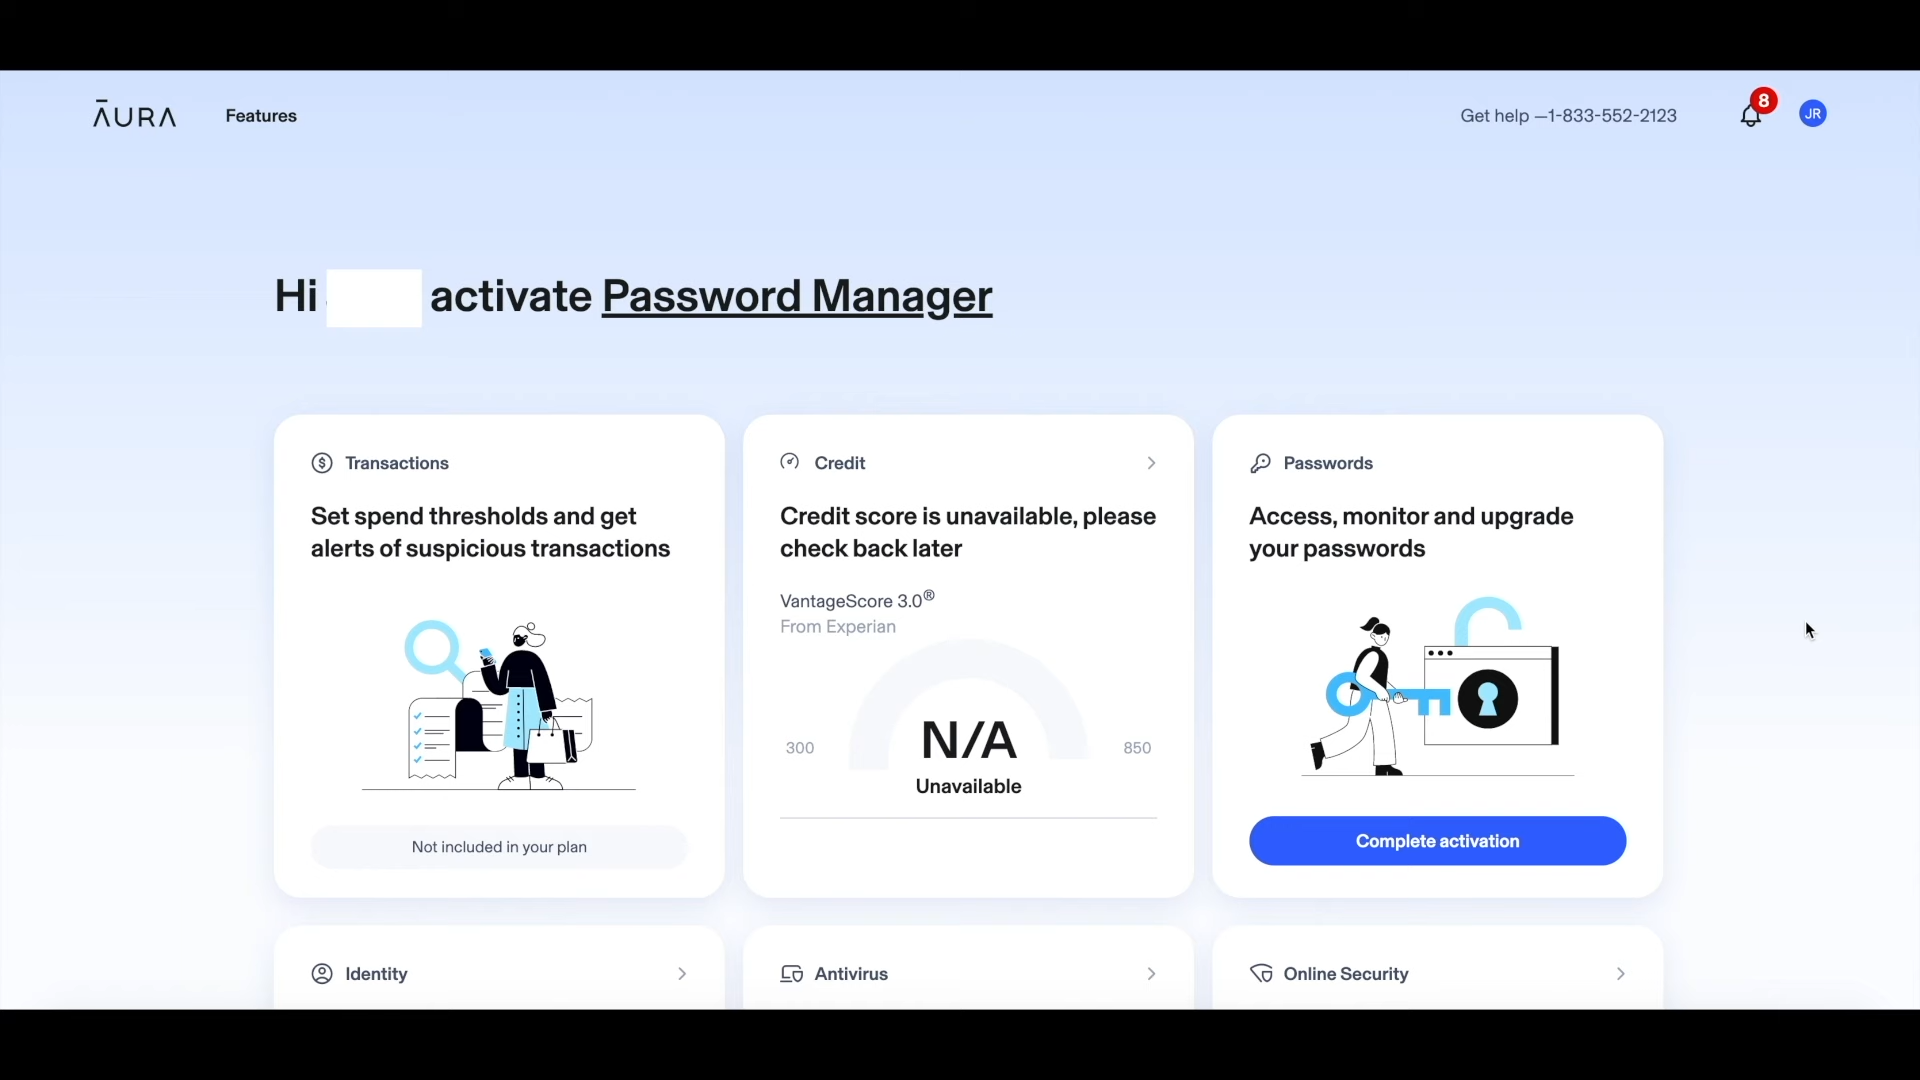 ĀURA
Features
Get help —1-833-552-2123
8
JR
Hi activate Password Manager
Transactions
Set spend thresholds and get
alerts of suspicious transactions
Not included in your plan
Credit
Credit score is unavailable, please
check back later
VantageScore 3.0®
From Experian
300
N/A
850
Unavailable
Passwords
Access, monitor and upgrade
your passwords
Complete activation
Identity
Antivirus
Online Security